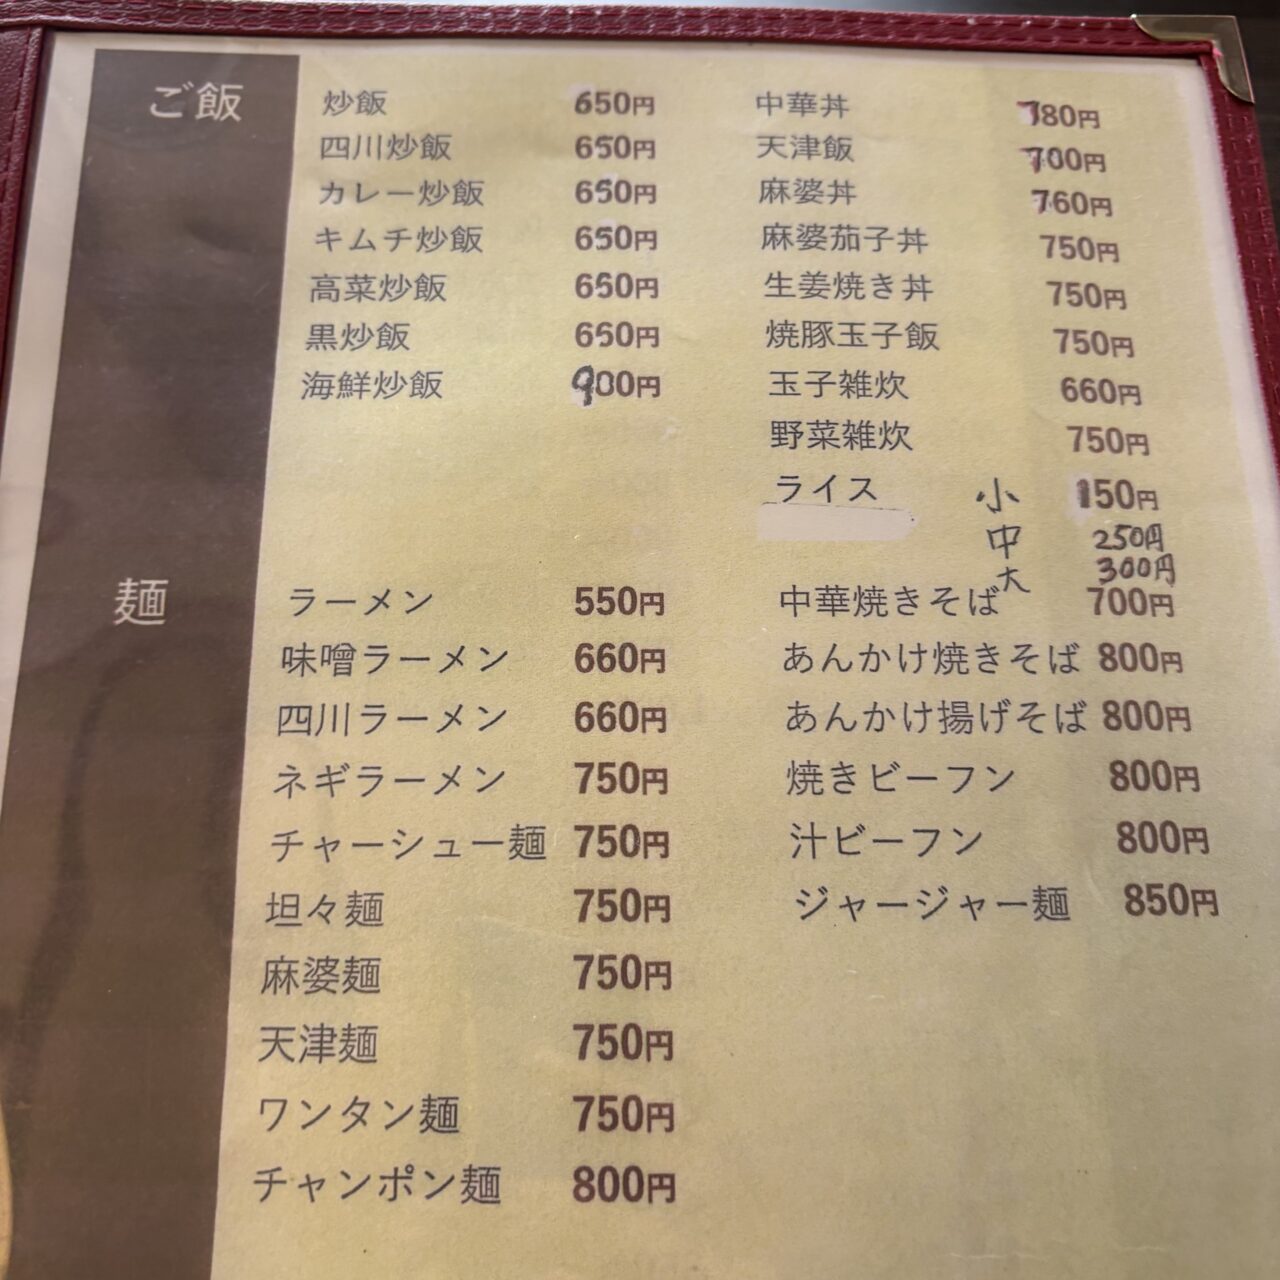 ご飯
炒飯 650円
四川炒飯 650円
カレー炒飯 650円
キムチ炒飯 650円
高菜炒飯 650円
黒炒飯 660円
海鮮炒飯 900円
中華丼 780円
天津飯 700円
麻婆丼 760円
麻婆茄子丼 750円
生姜焼き丼 750円
焼豚玉子飯 750円
玉子雑炊 660円
野菜雑炊 750円
ライス 小 150円
中 250円
大 300円
麺
ラーメン 550円
味噌ラーメン 660円
四川ラーメン 660円
ネギラーメン 750円
チャーシュー麺 750円
坦々麺 750円
麻婆麺 750円
天津麺 750円
ワンタン麺 750円
チャンポン麺 800円
中華焼きそば 700円
あんかけ焼きそば 800円
あんかけ揚げそば 800円
焼きビーフン 800円
汁ビーフン 800円
ジャージャー麺 850円